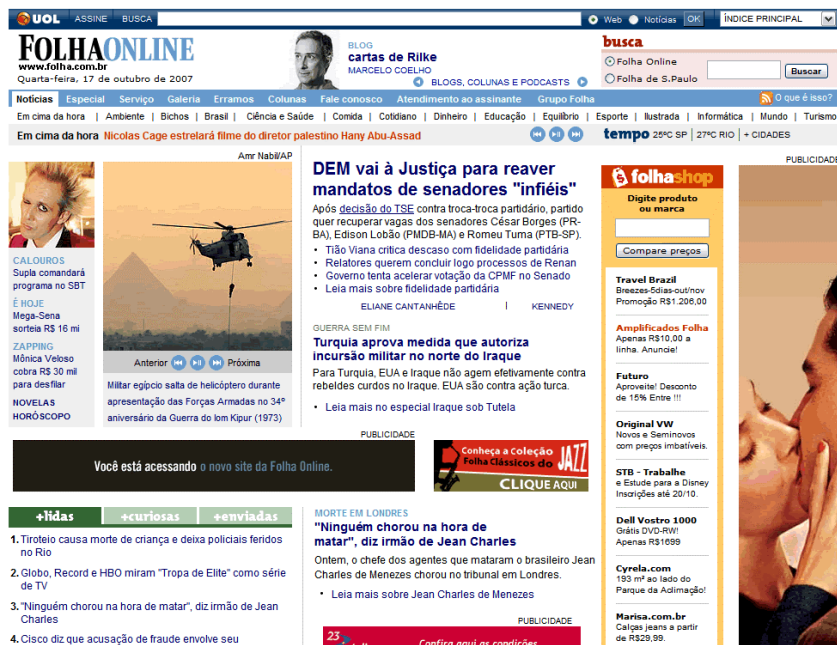 UOL ASSINE BUSCA Web Notícias OK ÍNDICE PRINCIPAL
FOLHAONLINE
www.folha.com.br
Quarta-feira, 17 de outubro de 2007
BLOG
cartas de Rilke
MARCELO COELHO
BLOGS, COLUNAS E PODCASTS
busca
Folha Online
Folha de S.Paulo
Buscar
Notícias Especial Serviço Galeria Erramos Colunas Fale conosco Atendimento ao assinante Grupo Folha O que é isso?
Em cima da hora | Ambiente | Bichos | Brasil | Ciência e Saúde | Comida | Cotidiano | Dinheiro | Educação | Equilíbrio | Esporte | Ilustrada | Informática | Mundo | Turismo
Em cima da hora Nicolas Cage estrelará filme do diretor palestino Hany Abu-Assad
tempo 25ºC SP | 27ºC RIO | + CIDADES
CALOUROS
Supla comandará
programa no SBT
É HOJE
Mega-Sena
sorteia R$ 16 mi
ZAPPING
Mônica Veloso
cobra R$ 30 mil
para desfilar
NOVELAS
HORÓSCOPO
Amr Nabil/AP
Anterior Próxima
Militar egípcio salta de helicóptero durante
apresentação das Forças Armadas no 34º
aniversário da Guerra do Iom Kipur (1973)
DEM vai à Justiça para reaver
mandatos de senadores "infiéis"
Após decisão do TSE contra troca-troca partidário, partido
quer recuperar vagas dos senadores César Borges (PR-
BA), Edison Lobão (PMDB-MA) e Romeu Tuma (PTB-SP).
• Tião Viana critica descaso com fidelidade partidária
• Relatores querem concluir logo processos de Renan
• Governo tenta acelerar votação da CPMF no Senado
• Leia mais sobre fidelidade partidária
ELIANE CANTANHÊDE | KENNEDY
GUERRA SEM FIM
Turquia aprova medida que autoriza
incursão militar no norte do Iraque
Para Turquia, EUA e Iraque não agem efetivamente contra
rebeldes curdos no Iraque. EUA são contra ação turca.
• Leia mais no especial Iraque sob Tutela
PUBLICIDADE
Você está acessando o novo site da Folha Online.
Conheça a Coleção
Folha Clássicos do JAZZ
CLIQUE AQUI
+lidas +curiosas +enviadas
1. Tiroteio causa morte de criança e deixa policiais feridos
no Rio
2. Globo, Record e HBO miram "Tropa de Elite" como série
de TV
3. "Ninguém chorou na hora de matar", diz irmão de Jean
Charles
4. Cisco diz que acusação de fraude envolve seu
MORTE EM LONDRES
"Ninguém chorou na hora de
matar", diz irmão de Jean Charles
Ontem, o chefe dos agentes que mataram o brasileiro Jean
Charles de Menezes chorou no tribunal em Londres.
• Leia mais sobre Jean Charles de Menezes
PUBLICIDADE
23
Confira aqui as condições
PUBLICIDADE
folhashop
Digite produto
ou marca
Compare preços
Travel Brazil
Breezes-5dias-out/nov
Promoção R$1.206,00
Amplificados Folha
Apenas R$10,00 a
linha. Anuncie!
Futuro
Aproveite! Desconto
de 15% Entre !!!
Original VW
Novos e Seminovos
com preços imbatíveis.
STB - Trabalhe
e Estude para a Disney
Inscrições até 20/10.
Dell Vostro 1000
Grátis DVD-RW!
Apenas R$1699
Cyrela.com
193 m² ao lado do
Parque da Aclimação!
Marisa.com.br
Calças jeans a partir
de R$29,99.